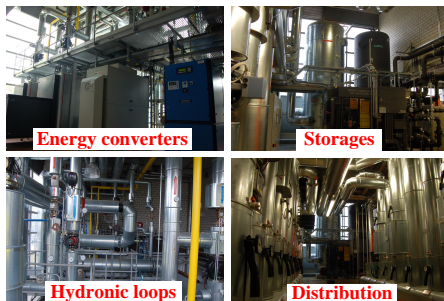 Energy converters
Storages
Hydronic loops
Distribution